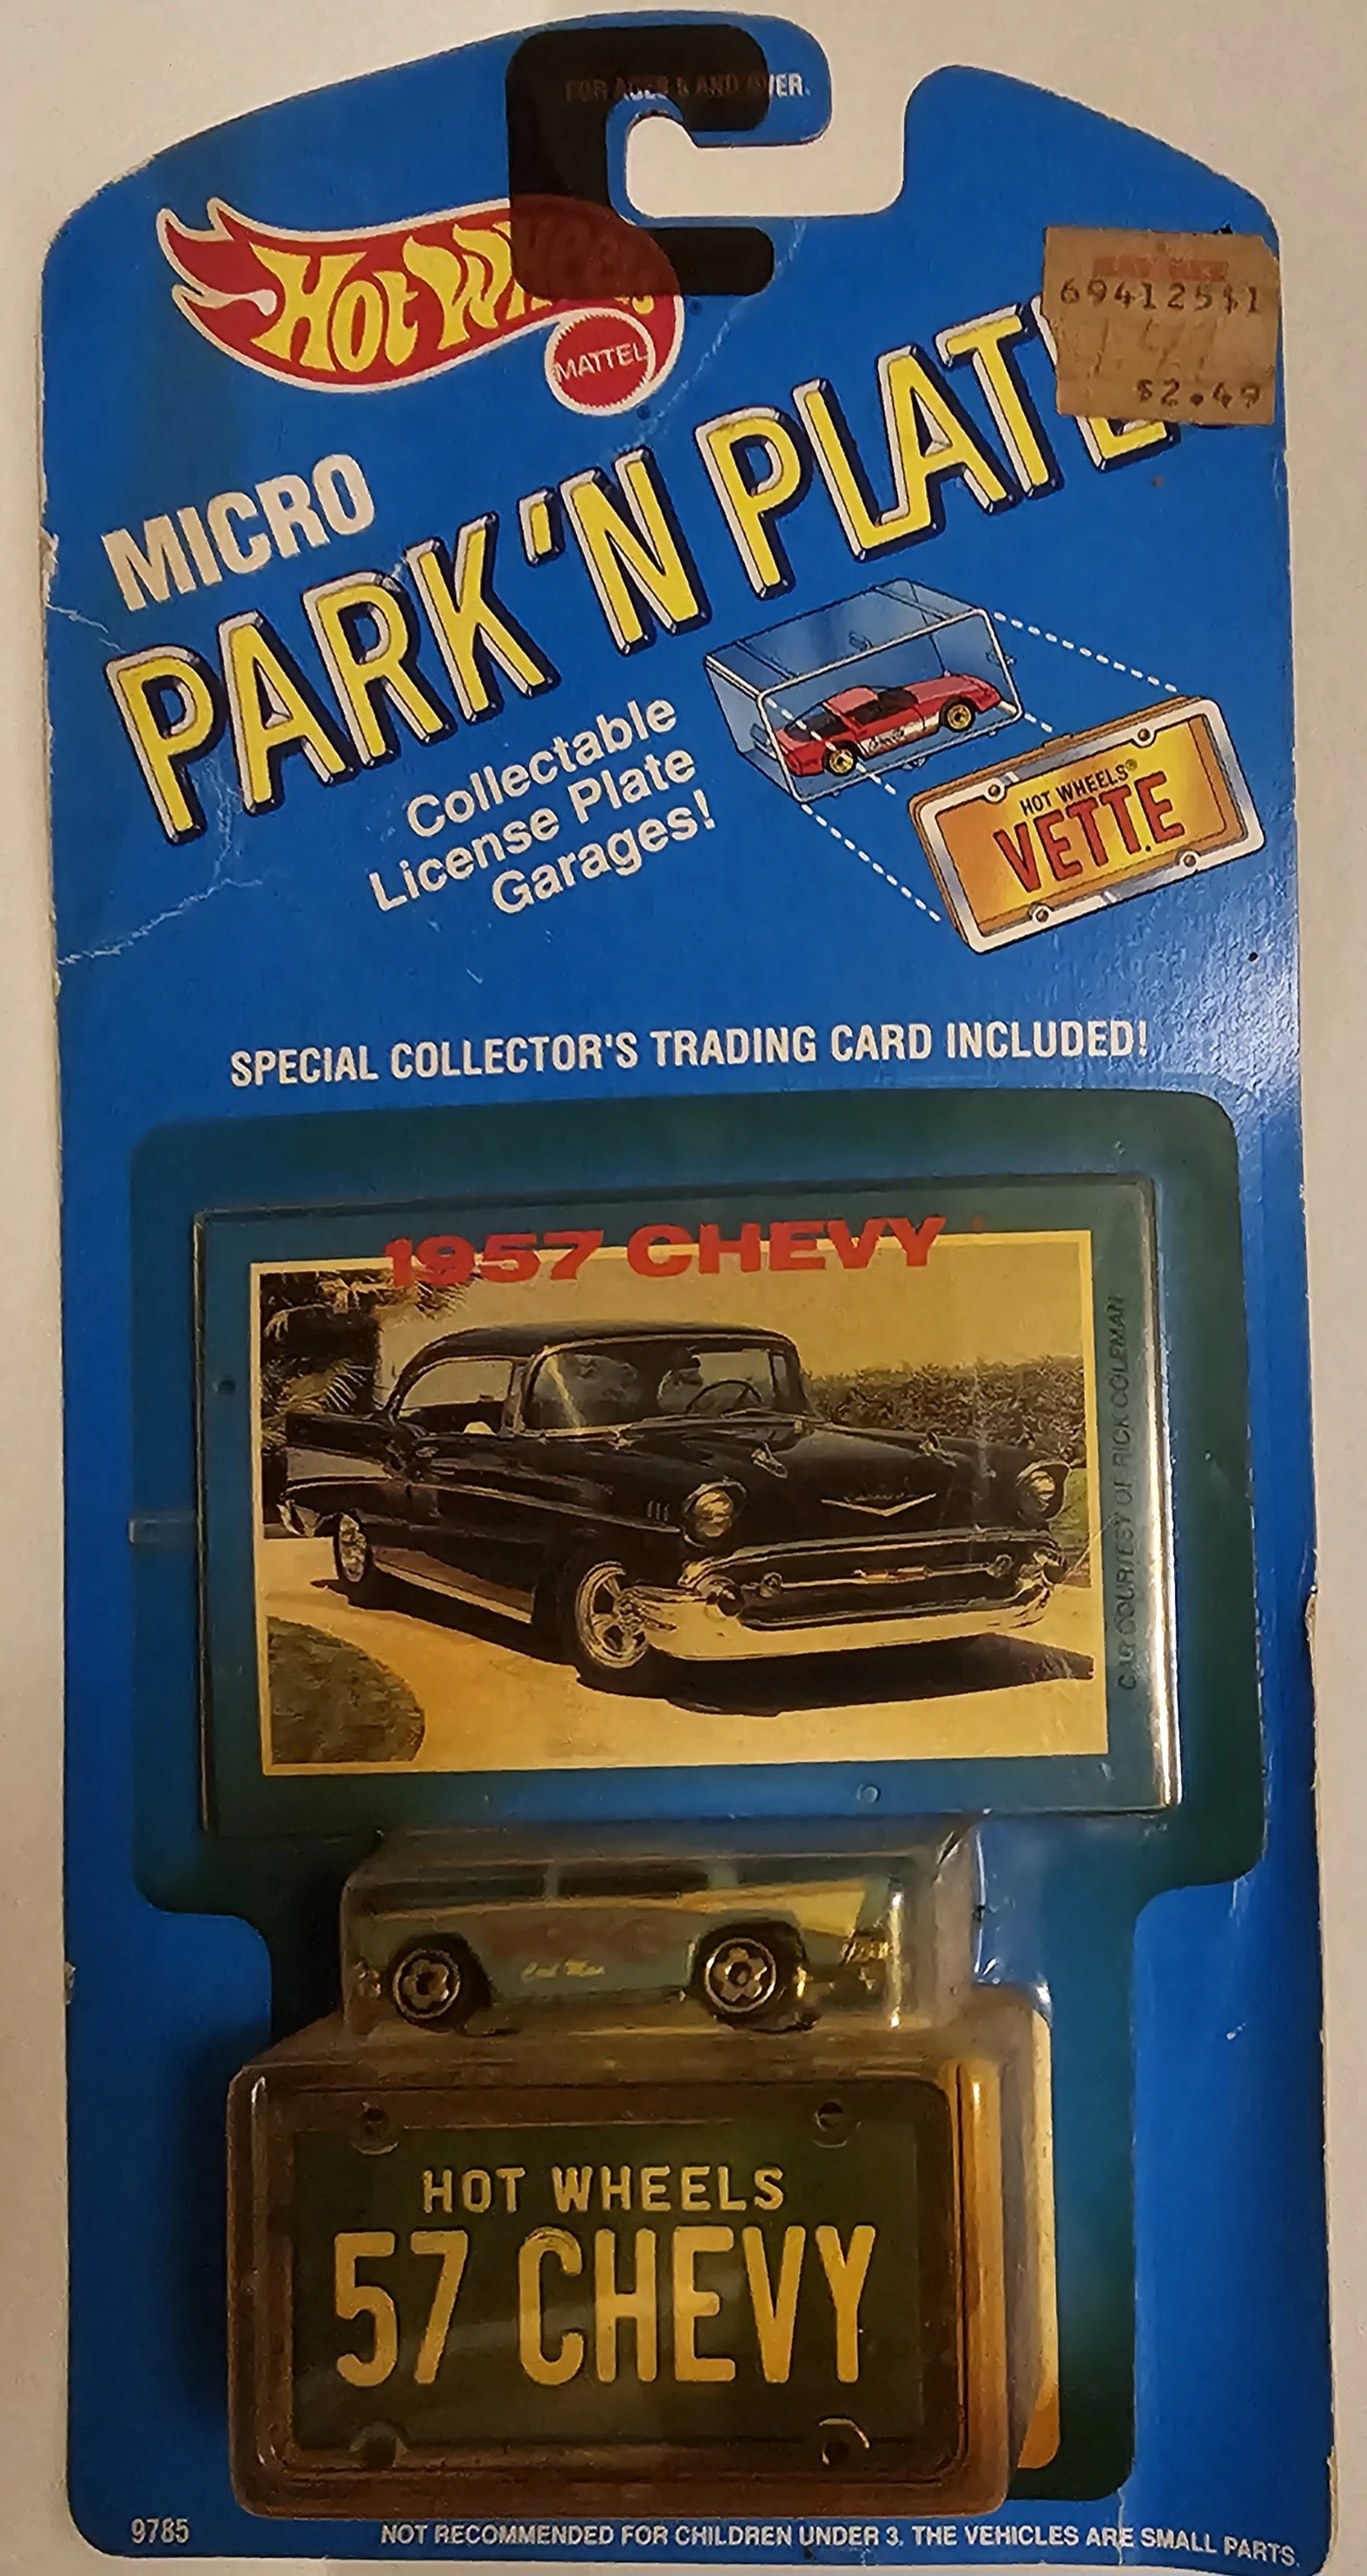 FOR AGES 5 AND OVER.
HOT WHEELS
MATTEL
6941251 1
$2.49
MICRO
PARK 'N PLATE
Collectable
License Plate
Garages!
HOT WHEELS®
VETTE
SPECIAL COLLECTOR'S TRADING CARD INCLUDED!
1957 CHEVY
CAR COURTESY OF RICK COLEMAN
HOT WHEELS
57 CHEVY
9785
NOT RECOMMENDED FOR CHILDREN UNDER 3. THE VEHICLES ARE SMALL PARTS.